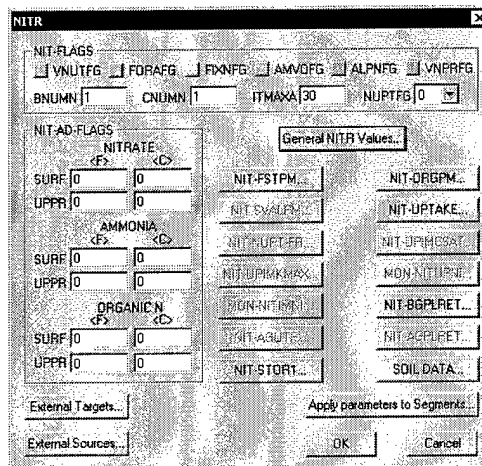 NITR
NIT-FLAGS
VNUTFG FORAFG FIXNFG AMVOFG ALPNFG VNPRFG
BNUMN 1 CNUMN 1 ITMAXA 30 NUPTFG 0
NIT-AD-FLAGS
NITRATE
<F> <C>
SURF 0 0
UPPR 0 0
AMMONIA
<F> <C>
SURF 0 0
UPPR 0 0
ORGANIC N
<F> <C>
SURF 0 0
UPPR 0 0
General NITR Values...
NIT-FSTPM... NIT-ORGPM...
NIT-SVALPM... NIT-UPTAKE...
NIT-NUPT-FR... NIT-UPIMCSAT...
NIT-UPIMKMAX... MON-NITUPNI...
MON-NITIMNI... NIT-BGPLRET...
NIT-AGUTF... NIT-AGPLRET...
NIT-STOR1... SOIL DATA...
External Targets... Apply parameters to Segments...
External Sources... OK Cancel